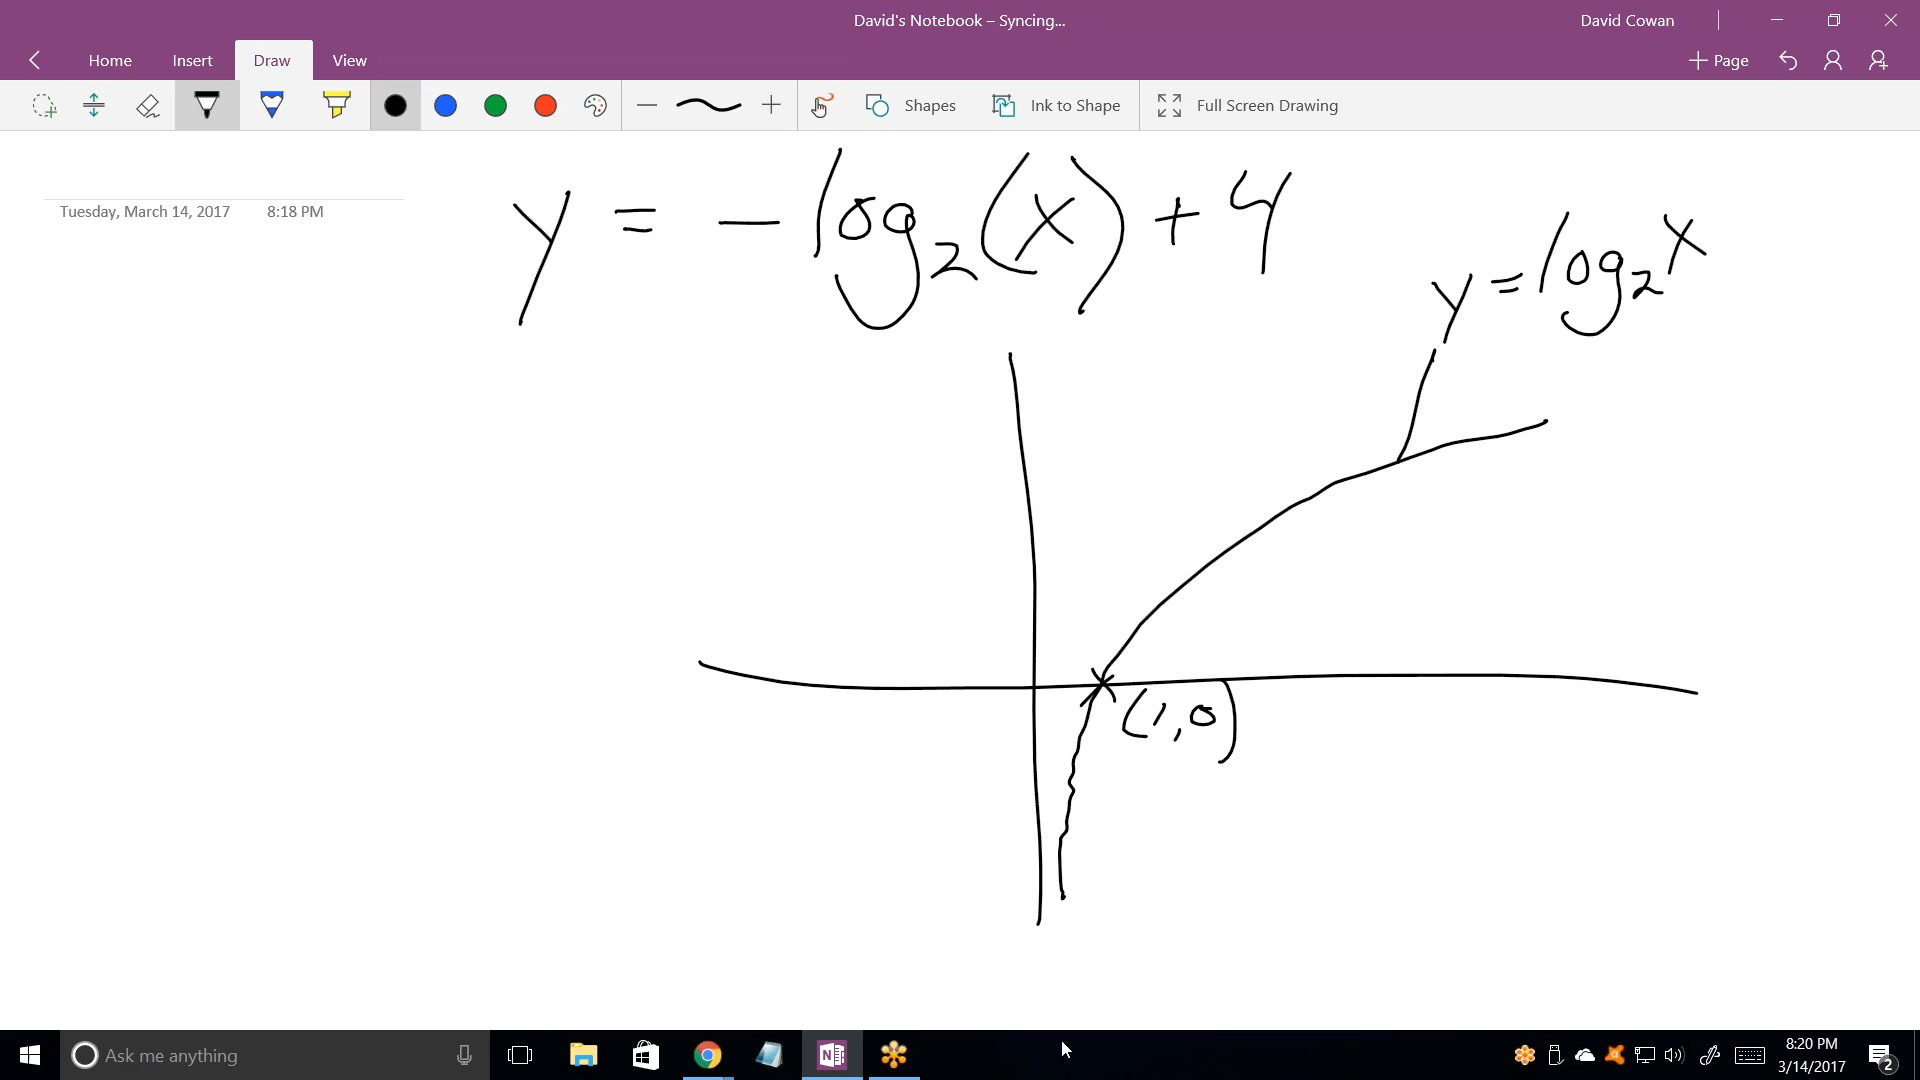 David's Notebook – Syncing...
David Cowan
Home Insert Draw View
Page
Shapes Ink to Shape Full Screen Drawing
Tuesday, March 14, 2017 8:18 PM
y = - log₂(x) + 4
y = log₂x
(1,0)
Ask me anything
N
8:20 PM
3/14/2017
2